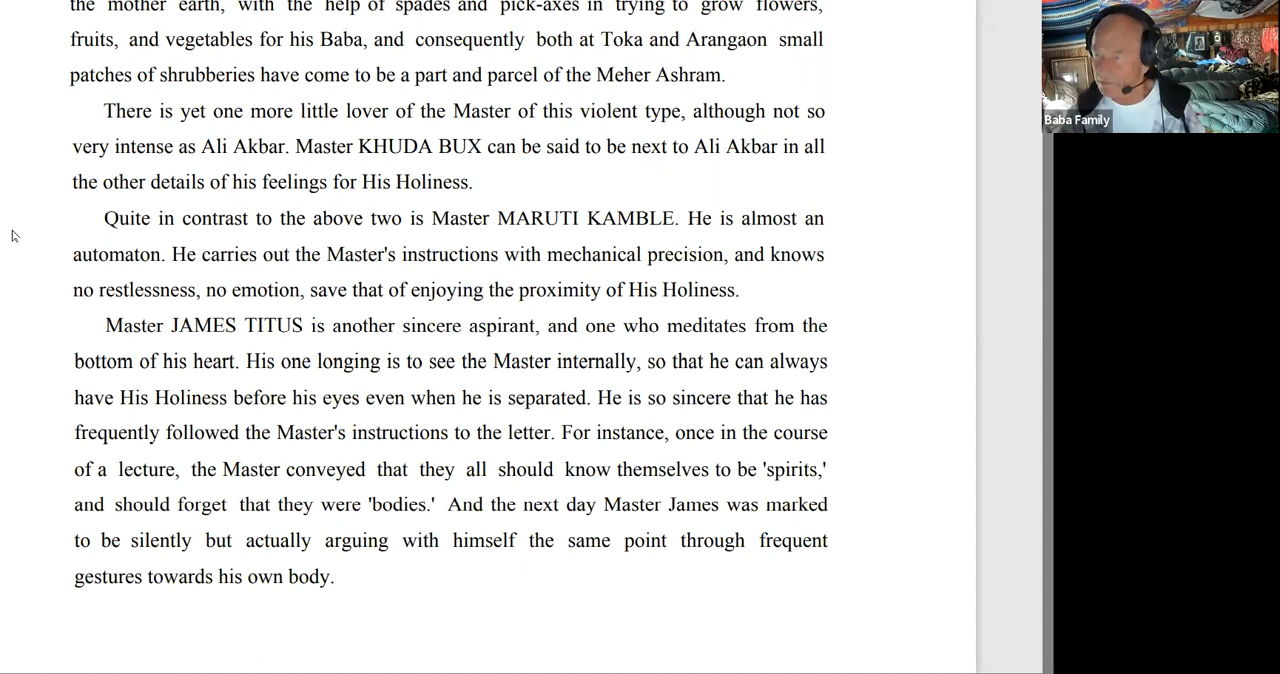 the mother earth, with the help of spades and pick-axes in trying to grow flowers,
fruits, and vegetables for his Baba, and consequently both at Toka and Arangaon small
patches of shrubberies have come to be a part and parcel of the Meher Ashram.
There is yet one more little lover of the Master of this violent type, although not so
very intense as Ali Akbar. Master KHUDA BUX can be said to be next to Ali Akbar in all
the other details of his feelings for His Holiness.
Quite in contrast to the above two is Master MARUTI KAMBLE. He is almost an
automaton. He carries out the Master's instructions with mechanical precision, and knows
no restlessness, no emotion, save that of enjoying the proximity of His Holiness.
Master JAMES TITUS is another sincere aspirant, and one who meditates from the
bottom of his heart. His one longing is to see the Master internally, so that he can always
have His Holiness before his eyes even when he is separated. He is so sincere that he has
frequently followed the Master's instructions to the letter. For instance, once in the course
of a lecture, the Master conveyed that they all should know themselves to be 'spirits,'
and should forget that they were 'bodies.' And the next day Master James was marked
to be silently but actually arguing with himself the same point through frequent
gestures towards his own body.
Baba Family